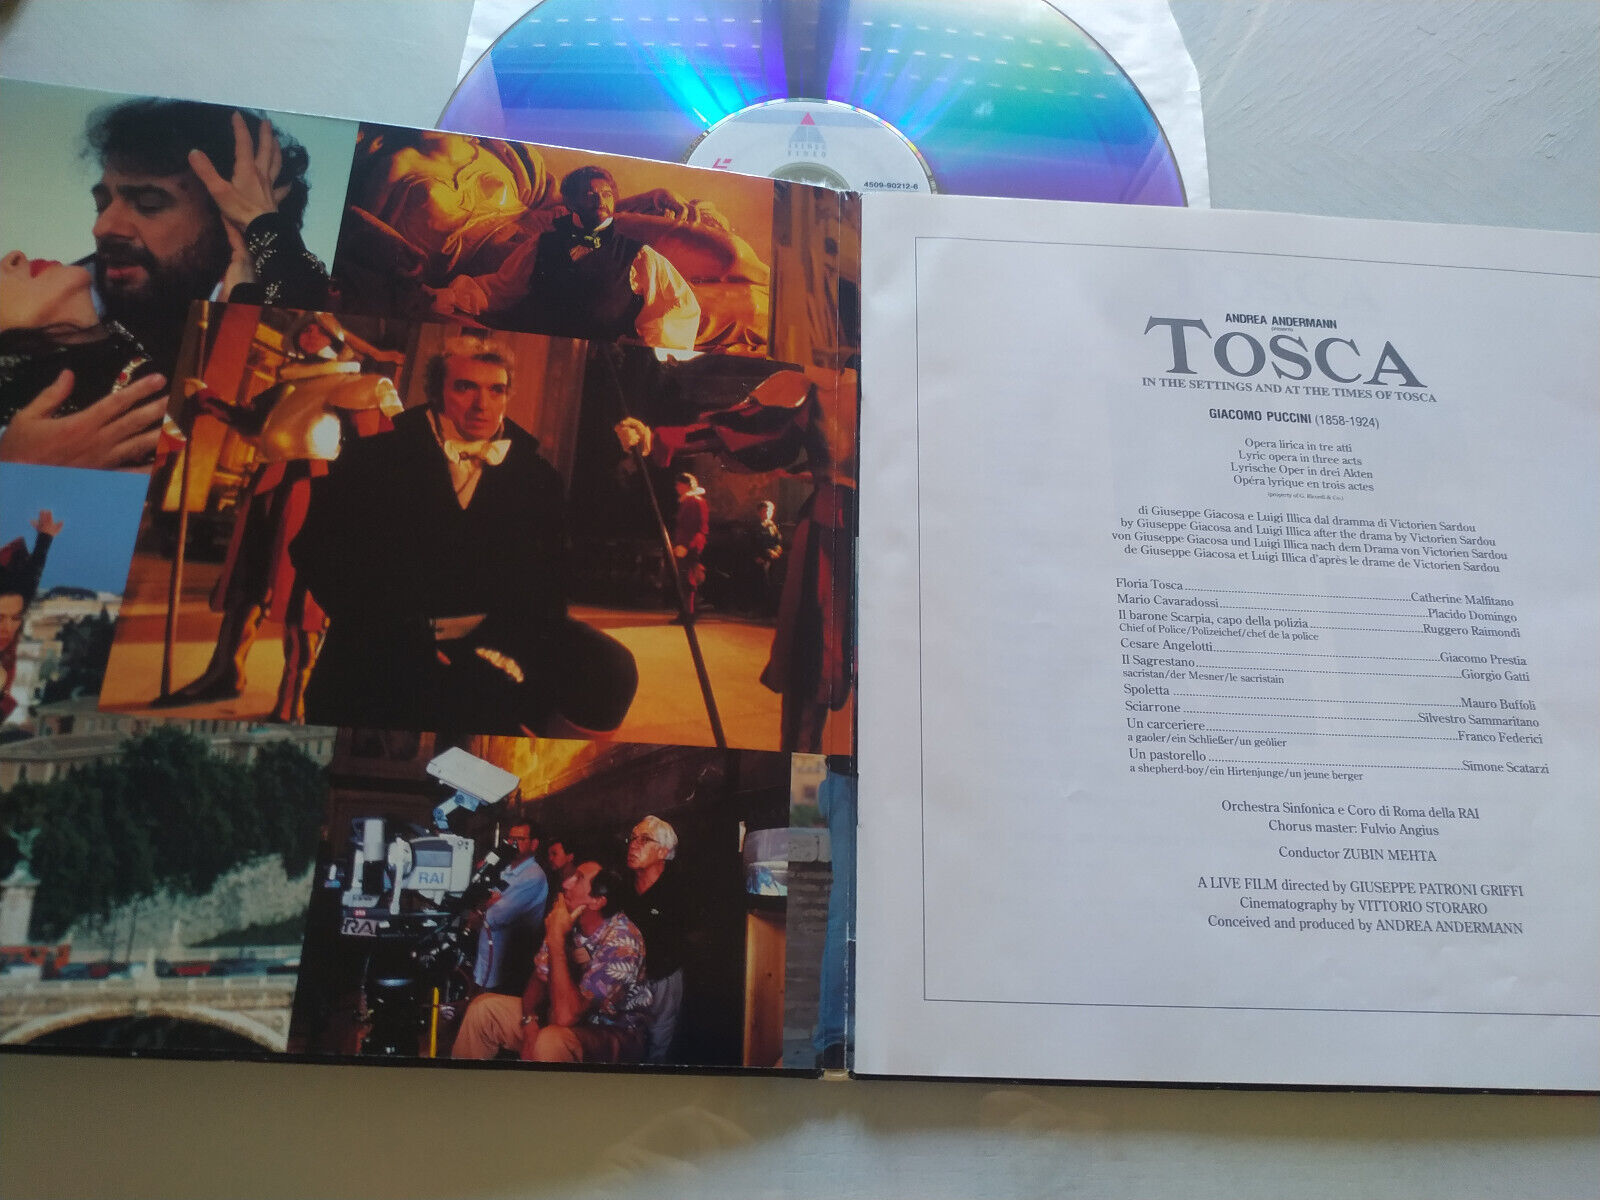 TELDEC
VIDEO
4509-90212-6
RAI
RAI
ANDREA ANDERMANN
presents
TOSCA
IN THE SETTINGS AND AT THE TIMES OF TOSCA
GIACOMO PUCCINI (1858-1924)
Opera lirica in tre atti
Lyric opera in three acts
Lyrische Oper in drei Akten
Opéra lyrique en trois actes
(property of G. Ricordi & Co.)
di Giuseppe Giacosa e Luigi Illica dal dramma di Victorien Sardou
by Giuseppe Giacosa and Luigi Illica after the drama by Victorien Sardou
von Giuseppe Giacosa und Luigi Illica nach dem Drama von Victorien Sardou
de Giuseppe Giacosa et Luigi Illica d'après le drame de Victorien Sardou
Floria Tosca Catherine Malfitano
Mario Cavaradossi Placido Domingo
Il barone Scarpia, capo della polizia Ruggero Raimondi
Chief of Police/Polizeichef/chef de la police
Cesare Angelotti Giacomo Prestia
Il Sagrestano Giorgio Gatti
sacristan/der Mesner/le sacristain
Spoletta Mauro Buffoli
Sciarrone Silvestro Sammaritano
Un carceriere Franco Federici
a gaoler/ein Schließer/un geôlier
Un pastorello Simone Scatarzi
a shepherd-boy/ein Hirtenjunge/un jeune berger
Orchestra Sinfonica e Coro di Roma della RAI
Chorus master: Fulvio Angius
Conductor ZUBIN MEHTA
A LIVE FILM directed by GIUSEPPE PATRONI GRIFFI
Cinematography by VITTORIO STORARO
Conceived and produced by ANDREA ANDERMANN